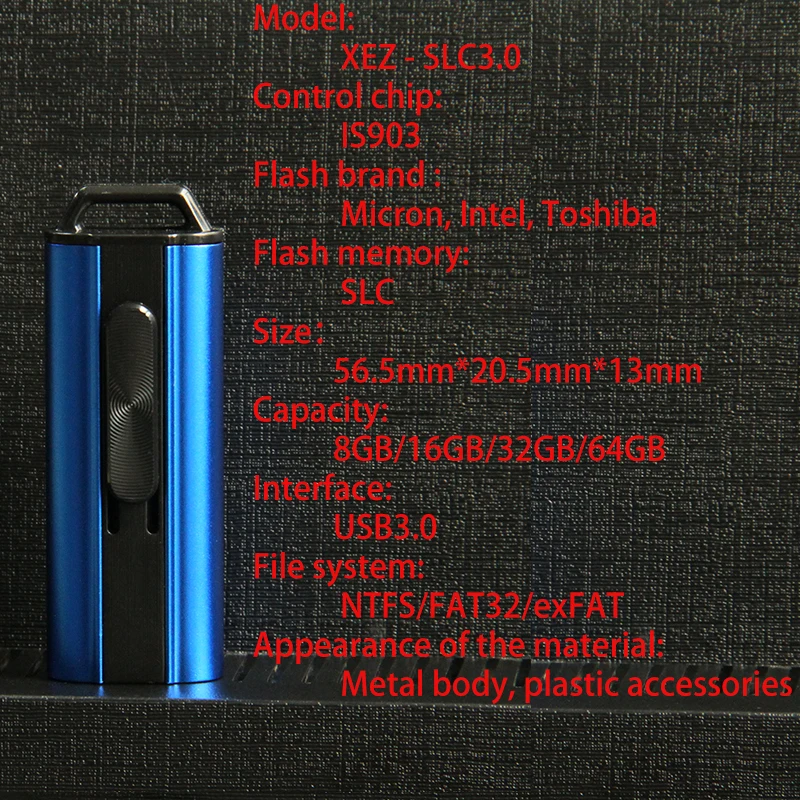 Model:
XEZ - SLC3.0
Control chip:
IS903
Flash brand :
Micron, Intel, Toshiba
Flash memory:
SLC
Size：
56.5mm*20.5mm*13mm
Capacity:
8GB/16GB/32GB/64GB
Interface:
USB3.0
File system:
NTFS/FAT32/exFAT
Appearance of the material:
Metal body, plastic accessories